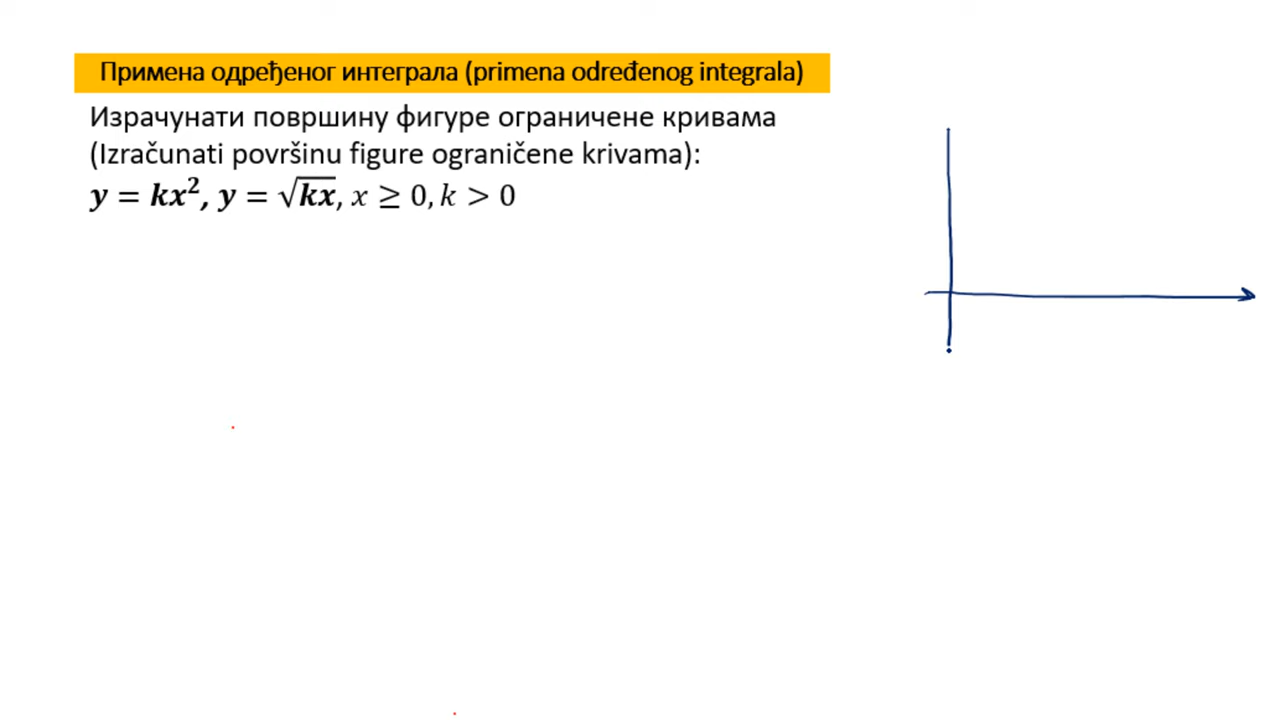 Примена одређеног интеграла (primena određenog integrala)
Израчунати површину фигуре ограничене кривама
(Izračunati površinu figure ograničene krivama):
y = kx², y = √kx, x ≥ 0, k > 0